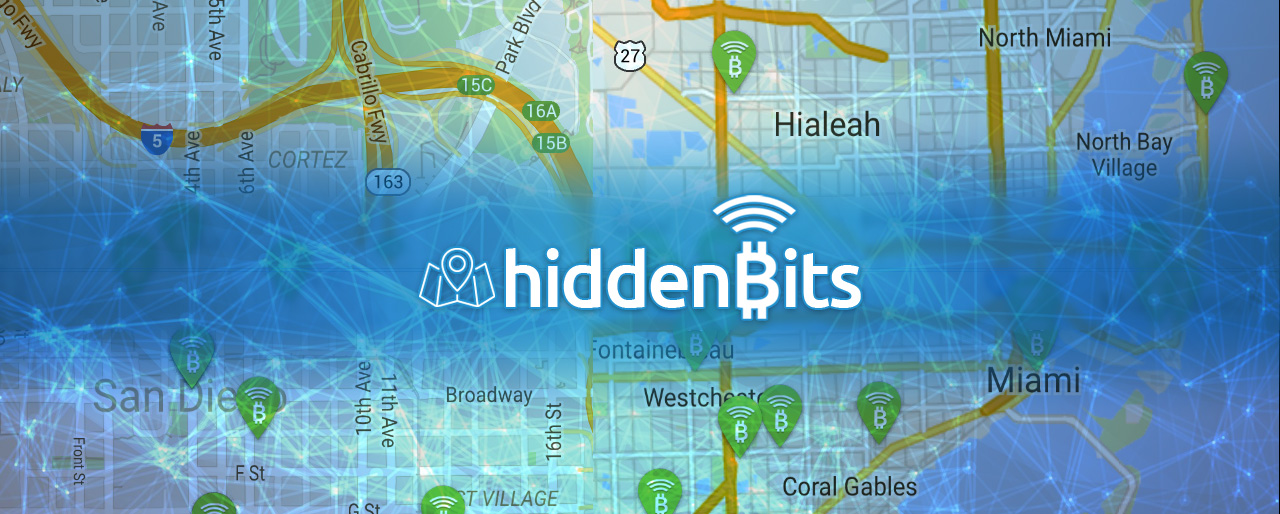 5th Ave
Ave
Fwy
Cabrillo Fwy
Park Blvd
15C
16A
15B
5
4th Ave
6th Ave
CORTEZ
163
27
North Miami
Hialeah
North Bay
Village
hiddenBits
San Diego
10th Ave
11th Ave
Broadway
16th St
Front St
F St
G St
ST VILLAGE
Fontainebleau
Westchester
Miami
Coral Gables